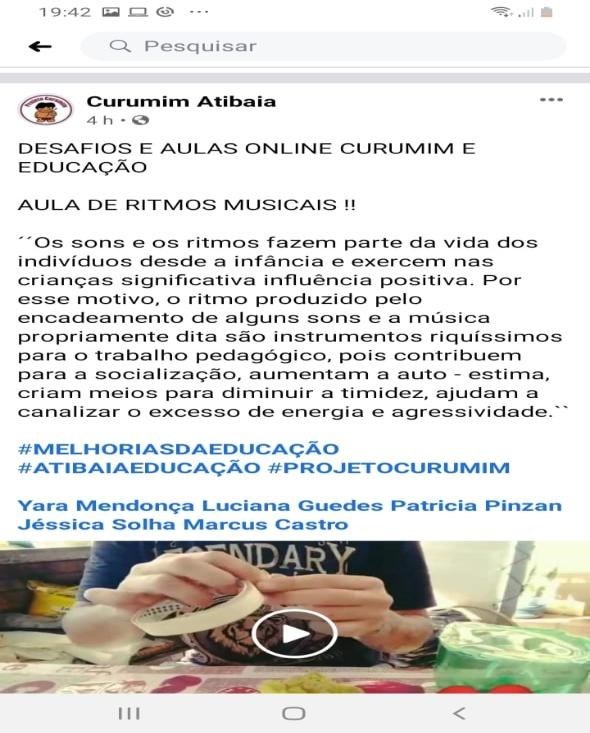 19:42
Pesquisar
Curumim Atibaia
4 h
DESAFIOS E AULAS ONLINE CURUMIM E
EDUCAÇÃO
AULA DE RITMOS MUSICAIS !!
´´Os sons e os ritmos fazem parte da vida dos
indivíduos desde a infância e exercem nas
crianças significativa influência positiva. Por
esse motivo, o ritmo produzido pelo
encadeamento de alguns sons e a música
propriamente dita são instrumentos riquíssimos
para o trabalho pedagógico, pois contribuem
para a socialização, aumentam a auto - estima,
criam meios para diminuir a timidez, ajudam a
canalizar o excesso de energia e agressividade.``
#MELHORIASDAEDUCAÇÃO
#ATIBAIAEDUCAÇÃO #PROJETOCURUMIM
Yara Mendonça Luciana Guedes Patricia Pinzan
Jéssica Solha Marcus Castro